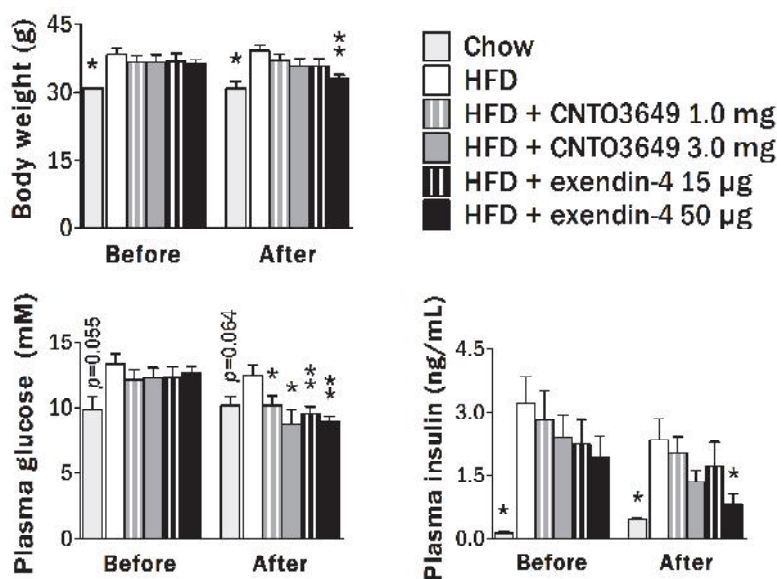 Body weight (g)
45
30
15
0
*
*
**
Before
After
Chow
HFD
HFD + CNTO3649 1.0 mg
HFD + CNTO3649 3.0 mg
HFD + exendin-4 15 µg
HFD + exendin-4 50 µg
Plasma glucose (mM)
15
10
5
0
p=0.055
p=0.064
*
*
**
**
Before
After
Plasma insulin (ng/mL)
4.5
3.0
1.5
0.0
*
*
*
Before
After